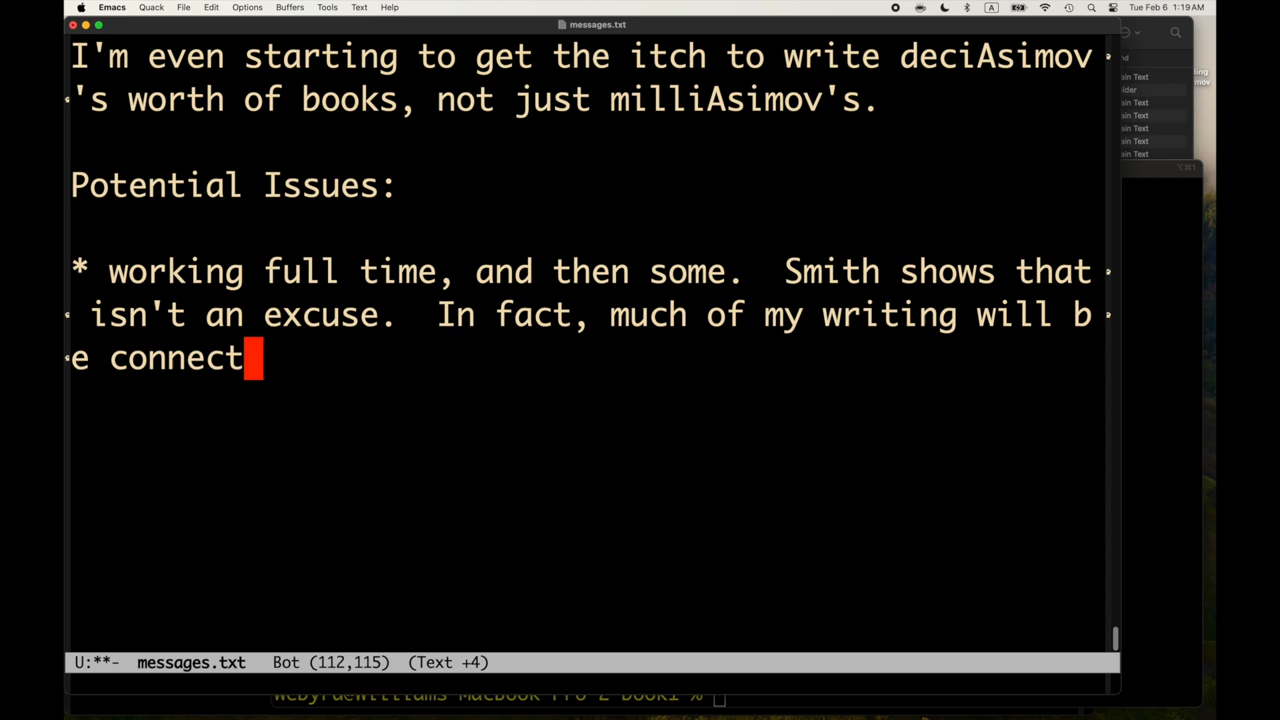 Emacs Quack File Edit Options Buffers Tools Text Help A Tue Feb 6 1:19 AM
messages.txt
I'm even starting to get the itch to write deciAsimov
's worth of books, not just milliAsimov's.
Potential Issues:
* working full time, and then some.  Smith shows that
 isn't an excuse.  In fact, much of my writing will b
e connect
U:**-  messages.txt   Bot (112,115)  (Text +4)